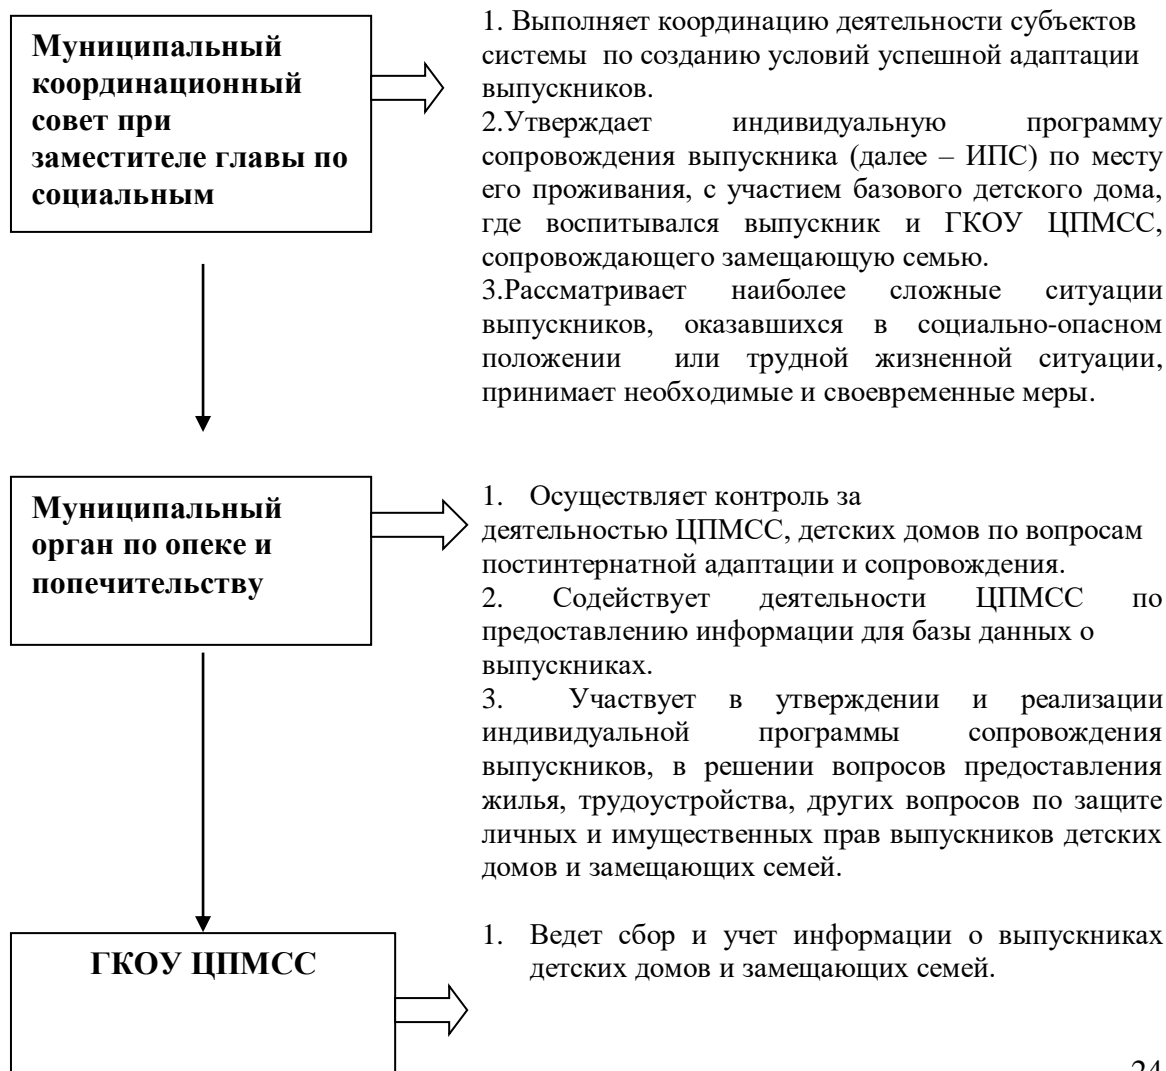 Муниципальный
координационный
совет при
заместителе главы по
социальным
1. Выполняет координацию деятельности субъектов
системы по созданию условий успешной адаптации
выпускников.
2.Утверждает индивидуальную программу
сопровождения выпускника (далее – ИПС) по месту
его проживания, с участием базового детского дома,
где воспитывался выпускник и ГКОУ ЦПМСС,
сопровождающего замещающую семью.
3.Рассматривает наиболее сложные ситуации
выпускников, оказавшихся в социально-опасном
положении или трудной жизненной ситуации,
принимает необходимые и своевременные меры.
Муниципальный
орган по опеке и
попечительству
1. Осуществляет контроль за
деятельностью ЦПМСС, детских домов по вопросам
постинтернатной адаптации и сопровождения.
2. Содействует деятельности ЦПМСС по
предоставлению информации для базы данных о
выпускниках.
3. Участвует в утверждении и реализации
индивидуальной программы сопровождения
выпускников, в решении вопросов предоставления
жилья, трудоустройства, других вопросов по защите
личных и имущественных прав выпускников детских
домов и замещающих семей.
ГКОУ ЦПМСС
1. Ведет сбор и учет информации о выпускниках
детских домов и замещающих семей.
24